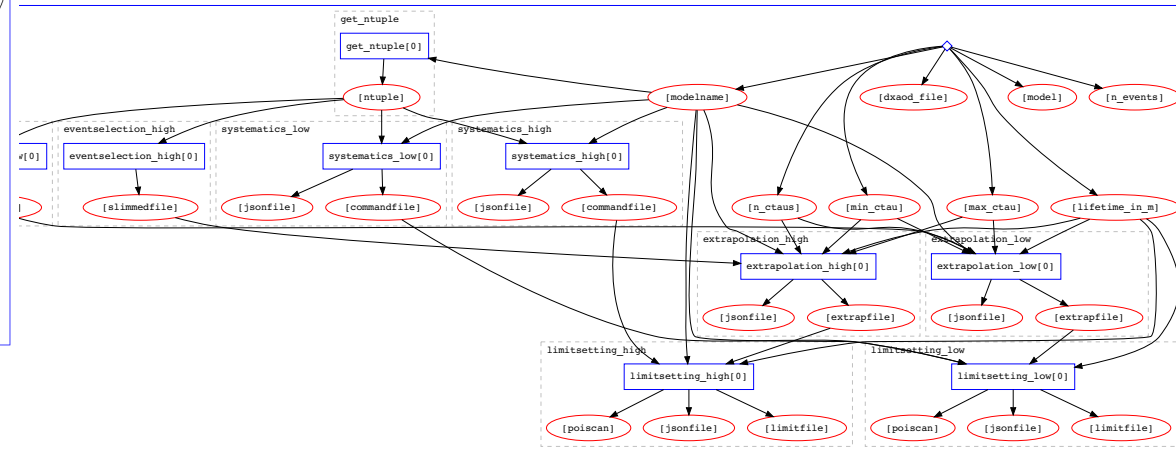 get_ntuple
get_ntuple[0]
[ntuple]
[modelname]
[dxaod_file]
[model]
[n_events]
eventselection_high
systematics_low
systematics_high
w[0]
eventselection_high[0]
systematics_low[0]
systematics_high[0]
]
[slimmedfile]
[jsonfile]
[commandfile]
[jsonfile]
[commandfile]
[n_ctaus]
[min_ctau]
[max_ctau]
[lifetime_in_m]
extrapolation_high
extrapolation_low
extrapolation_high[0]
extrapolation_low[0]
[jsonfile]
[extrapfile]
[jsonfile]
[extrapfile]
limitsetting_high
limitsetting_low
limitsetting_high[0]
limitsetting_low[0]
[poiscan]
[jsonfile]
[limitfile]
[poiscan]
[jsonfile]
[limitfile]